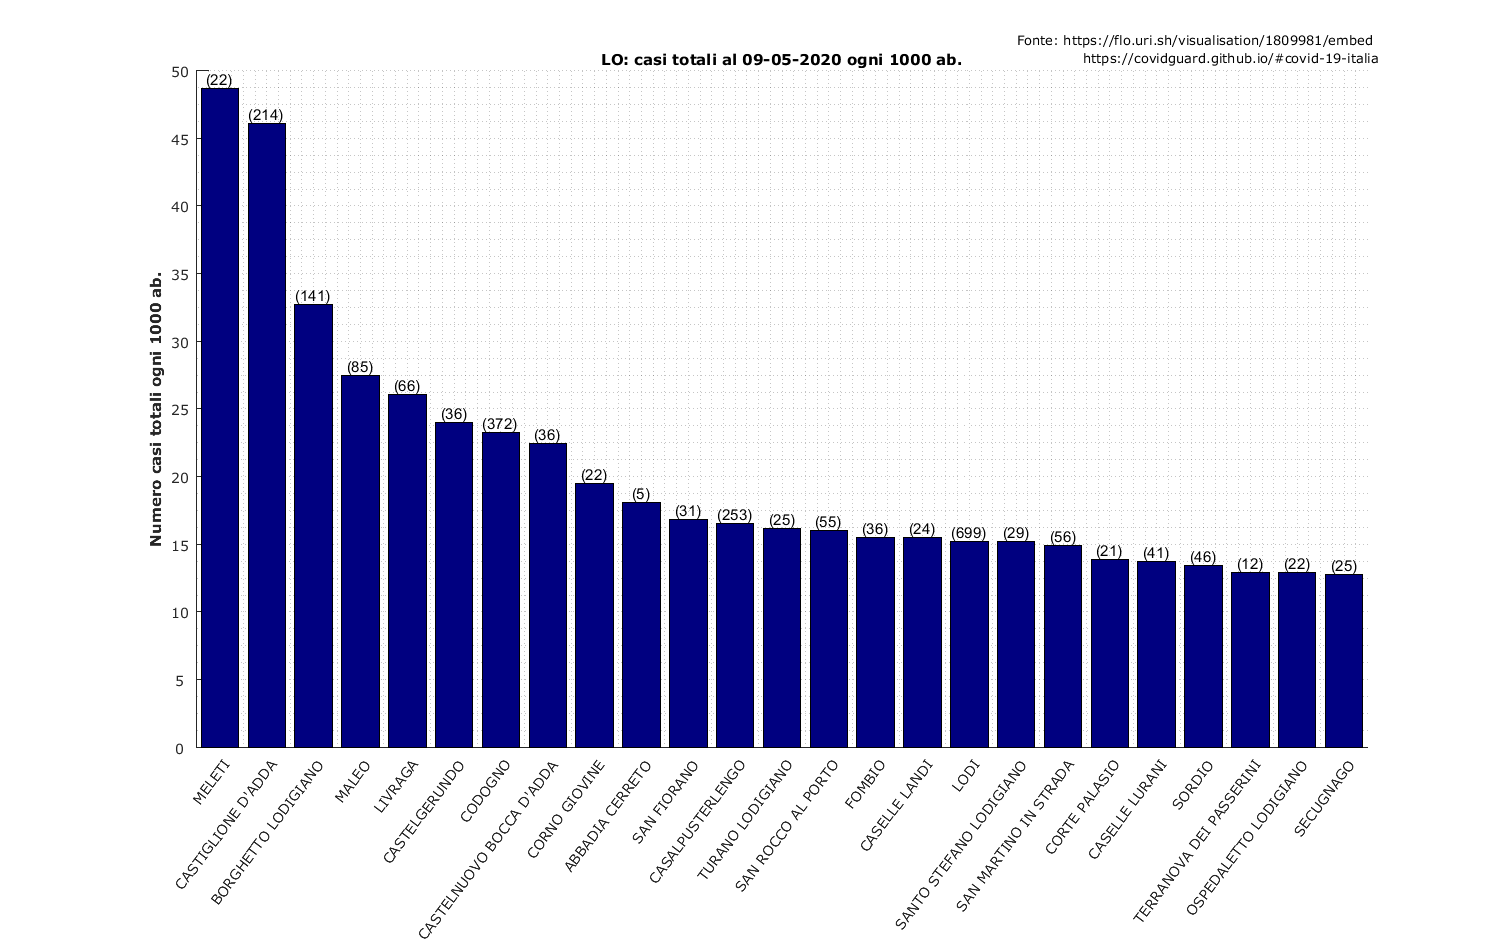 Fonte: https://flo.uri.sh/visualisation/1809981/embed
https://covidguard.github.io/#covid-19-italia
LO: casi totali al 09-05-2020 ogni 1000 ab.
Numero casi totali ogni 1000 ab.
50
45
40
35
30
25
20
15
10
5
0
(22)
(214)
(141)
(85)
(66)
(36)
(372)
(36)
(22)
(5)
(31)
(253)
(25)
(55)
(36)
(24)
(699)
(29)
(56)
(21)
(41)
(46)
(12)
(22)
(25)
MELETI
CASTIGLIONE D'ADDA
BORGHETTO LODIGIANO
MALEO
LIVRAGA
CASTELGERUNDO
CODOGNO
CASTELNUOVO BOCCA D'ADDA
CORNO GIOVINE
ABBADIA CERRETO
SAN FIORANO
CASALPUSTERLENGO
TURANO LODIGIANO
SAN ROCCO AL PORTO
FOMBIO
CASELLE LANDI
LODI
SANTO STEFANO LODIGIANO
SAN MARTINO IN STRADA
CORTE PALASIO
CASELLE LURANI
SORDIO
TERRANOVA DEI PASSERINI
OSPEDALETTO LODIGIANO
SECUGNAGO